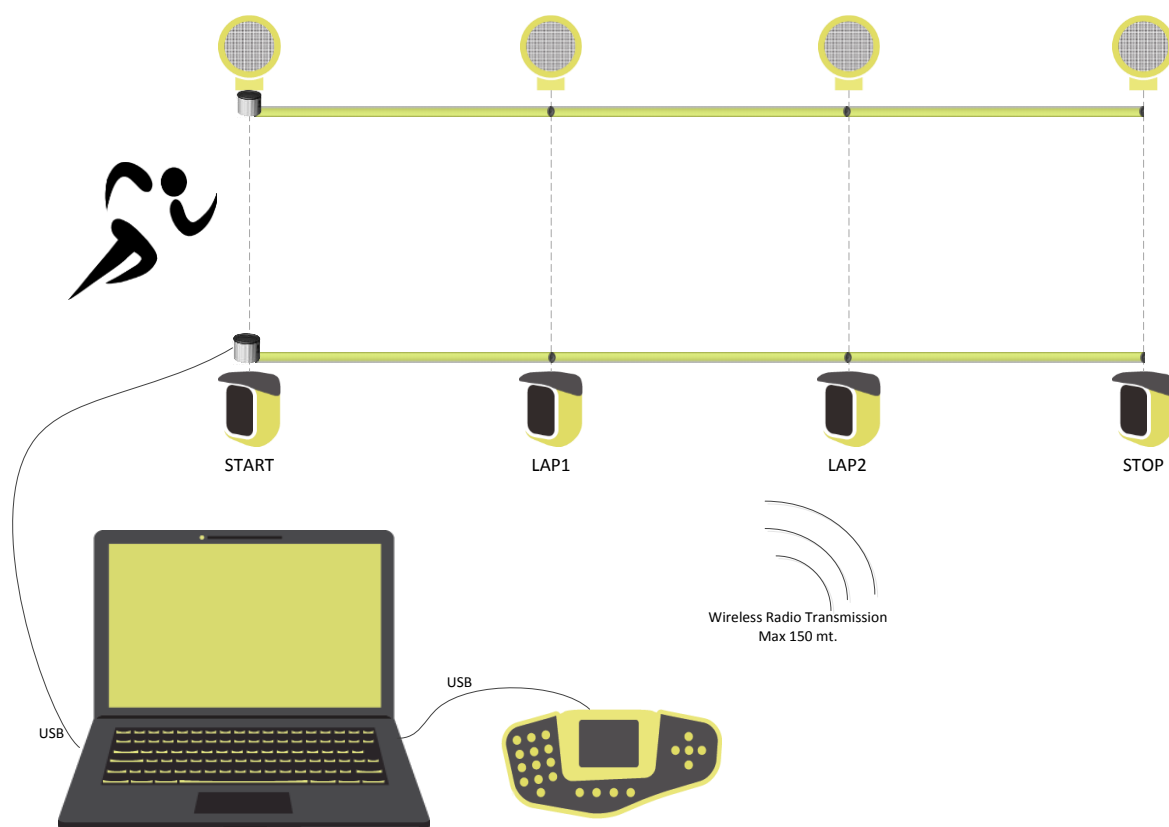 START
LAP1
LAP2
STOP
Wireless Radio Transmission
Max 150 mt.
USB
USB